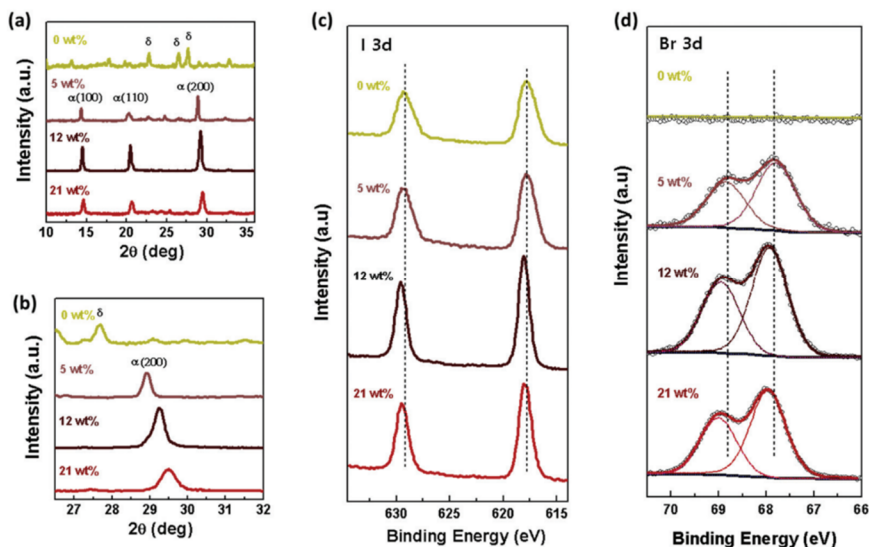 (a)
0 wt%
δ
δ
δ
5 wt%
α(100)
α(110)
α(200)
12 wt%
21 wt%
Intensity (a.u.)
10 15 20 25 30 35
2θ (deg)
(b)
0 wt%
δ
α(200)
5 wt%
12 wt%
21 wt%
Intensity (a.u.)
27 28 29 30 31 32
2θ (deg)
(c)
I 3d
0 wt%
5 wt%
12 wt%
21 wt%
Intensity (a.u)
630 625 620 615
Binding Energy (eV)
(d)
Br 3d
0 wt%
5 wt%
12 wt%
21 wt%
Intensity (a.u)
70 69 68 67 66
Binding Energy (eV)